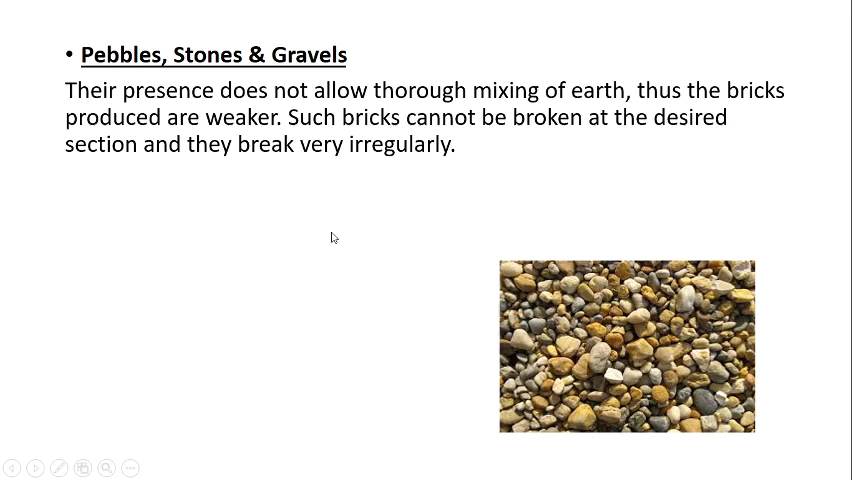 • Pebbles, Stones & Gravels
Their presence does not allow thorough mixing of earth, thus the bricks
produced are weaker. Such bricks cannot be broken at the desired
section and they break very irregularly.